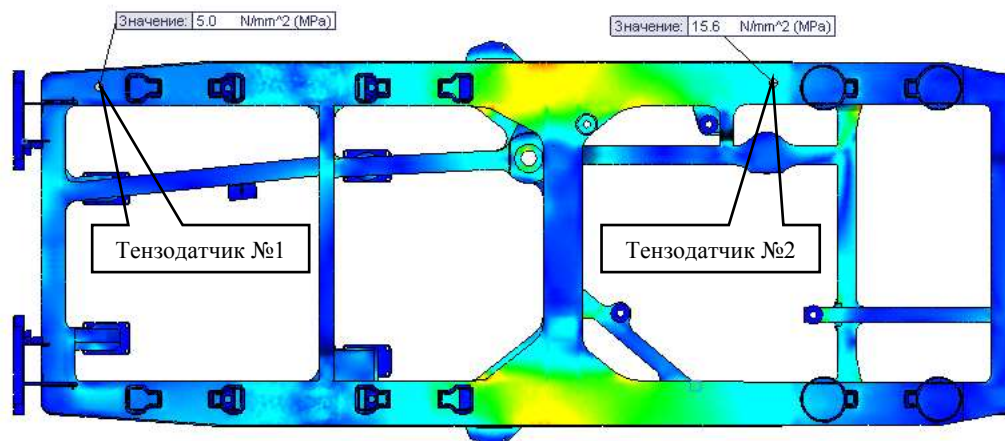 Значение: 5.0 N/mm^2 (MPa)
Значение: 15.6 N/mm^2 (MPa)
Тензодатчик №1
Тензодатчик №2